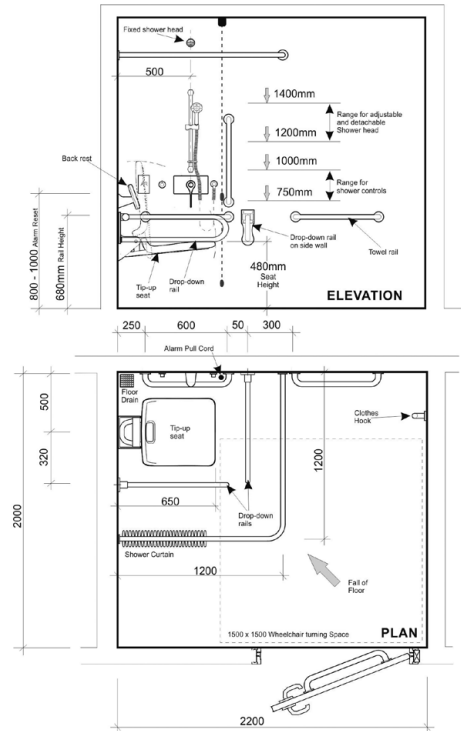 Fixed shower head
500
1400mm
Range for adjustable
and detachable
Shower head
1200mm
1000mm
Back rest
Range for
shower controls
750mm
800 - 1000 Alarm Reset
680mm Rail Height
Drop-down rail
on side wall
Towel rail
Tip-up
seat
Drop-down
rail
480mm
Seat
Height
ELEVATION
250
600
50
300
Alarm Pull Cord
Floor
Drain
500
Clothes
Hook
Tip-up
seat
320
1200
2000
650
Drop-down
rails
Shower Curtain
1200
Fall of
Floor
1500 x 1500 Wheelchair turning Space
PLAN
2200